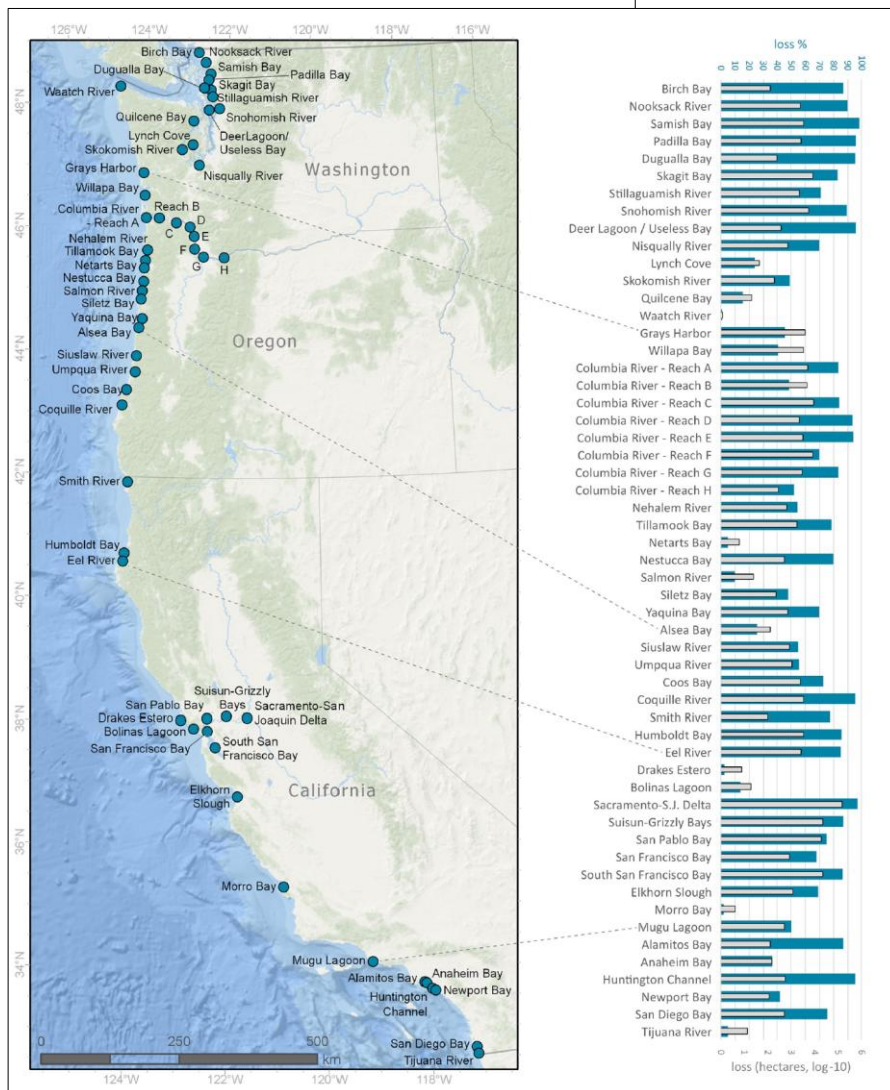 126°W
124°W
122°W
120°W
118°W
116°W
Birch Bay
Nooksack River
Samish Bay
Dugualla Bay
Padilla Bay
Skagit Bay
Waatch River
Stillaguamish River
Snohomish River
Quilcene Bay
Lynch Cove
DeerLagoon/
Useless Bay
Skokomish River
Nisqually River
Washington
Grays Harbor
Willapa Bay
Columbia River
- Reach A
Reach B
C
D
E
F
G
H
Nehalem River
Tillamook Bay
Netarts Bay
Nestucca Bay
Salmon River
Siletz Bay
Yaquina Bay
Alsea Bay
Oregon
Siuslaw River
Umpqua River
Coos Bay
Coquille River
Smith River
Humboldt Bay
Eel River
Suisun-Grizzly
Bays
San Pablo Bay
Drakes Estero
Bolinas Lagoon
San Francisco Bay
Sacramento-San
Joaquin Delta
South San
Francisco Bay
Elkhorn
Slough
California
Morro Bay
Mugu Lagoon
Alamitos Bay
Anaheim Bay
Huntington
Channel
Newport Bay
San Diego Bay
Tijuana River
0
250
500
km
48°N
46°N
44°N
42°N
40°N
38°N
36°N
34°N
124°W
122°W
120°W
118°W
loss %
0
10
20
30
40
50
60
70
80
90
100
Birch Bay
Nooksack River
Samish Bay
Padilla Bay
Dugualla Bay
Skagit Bay
Stillaguamish River
Snohomish River
Deer Lagoon / Useless Bay
Nisqually River
Lynch Cove
Skokomish River
Quilcene Bay
Waatch River
Grays Harbor
Willapa Bay
Columbia River - Reach A
Columbia River - Reach B
Columbia River - Reach C
Columbia River - Reach D
Columbia River - Reach E
Columbia River - Reach F
Columbia River - Reach G
Columbia River - Reach H
Nehalem River
Tillamook Bay
Netarts Bay
Nestucca Bay
Salmon River
Siletz Bay
Yaquina Bay
Alsea Bay
Siuslaw River
Umpqua River
Coos Bay
Coquille River
Smith River
Humboldt Bay
Eel River
Drakes Estero
Bolinas Lagoon
Sacramento-S.J. Delta
Suisun-Grizzly Bays
San Pablo Bay
San Francisco Bay
South San Francisco Bay
Elkhorn Slough
Morro Bay
Mugu Lagoon
Alamitos Bay
Anaheim Bay
Huntington Channel
Newport Bay
San Diego Bay
Tijuana River
0
1
2
3
4
5
6
loss (hectares, log-10)